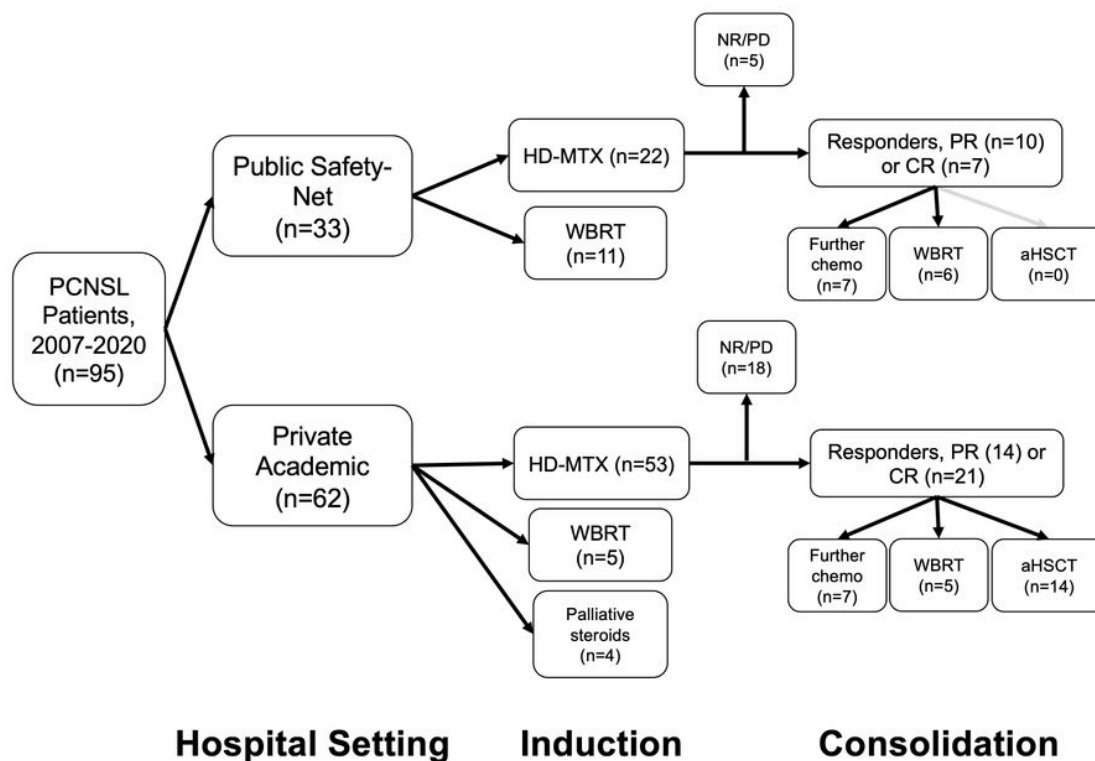 PCNSL
Patients,
2007-2020
(n=95)
Public Safety-
Net
(n=33)
HD-MTX (n=22)
WBRT
(n=11)
NR/PD
(n=5)
Responders, PR (n=10)
or CR (n=7)
Further
chemo
(n=7)
WBRT
(n=6)
aHSCT
(n=0)
Private
Academic
(n=62)
HD-MTX (n=53)
WBRT
(n=5)
Palliative
steroids
(n=4)
NR/PD
(n=18)
Responders, PR (14) or
CR (n=21)
Further
chemo
(n=7)
WBRT
(n=5)
aHSCT
(n=14)
Hospital Setting
Induction
Consolidation